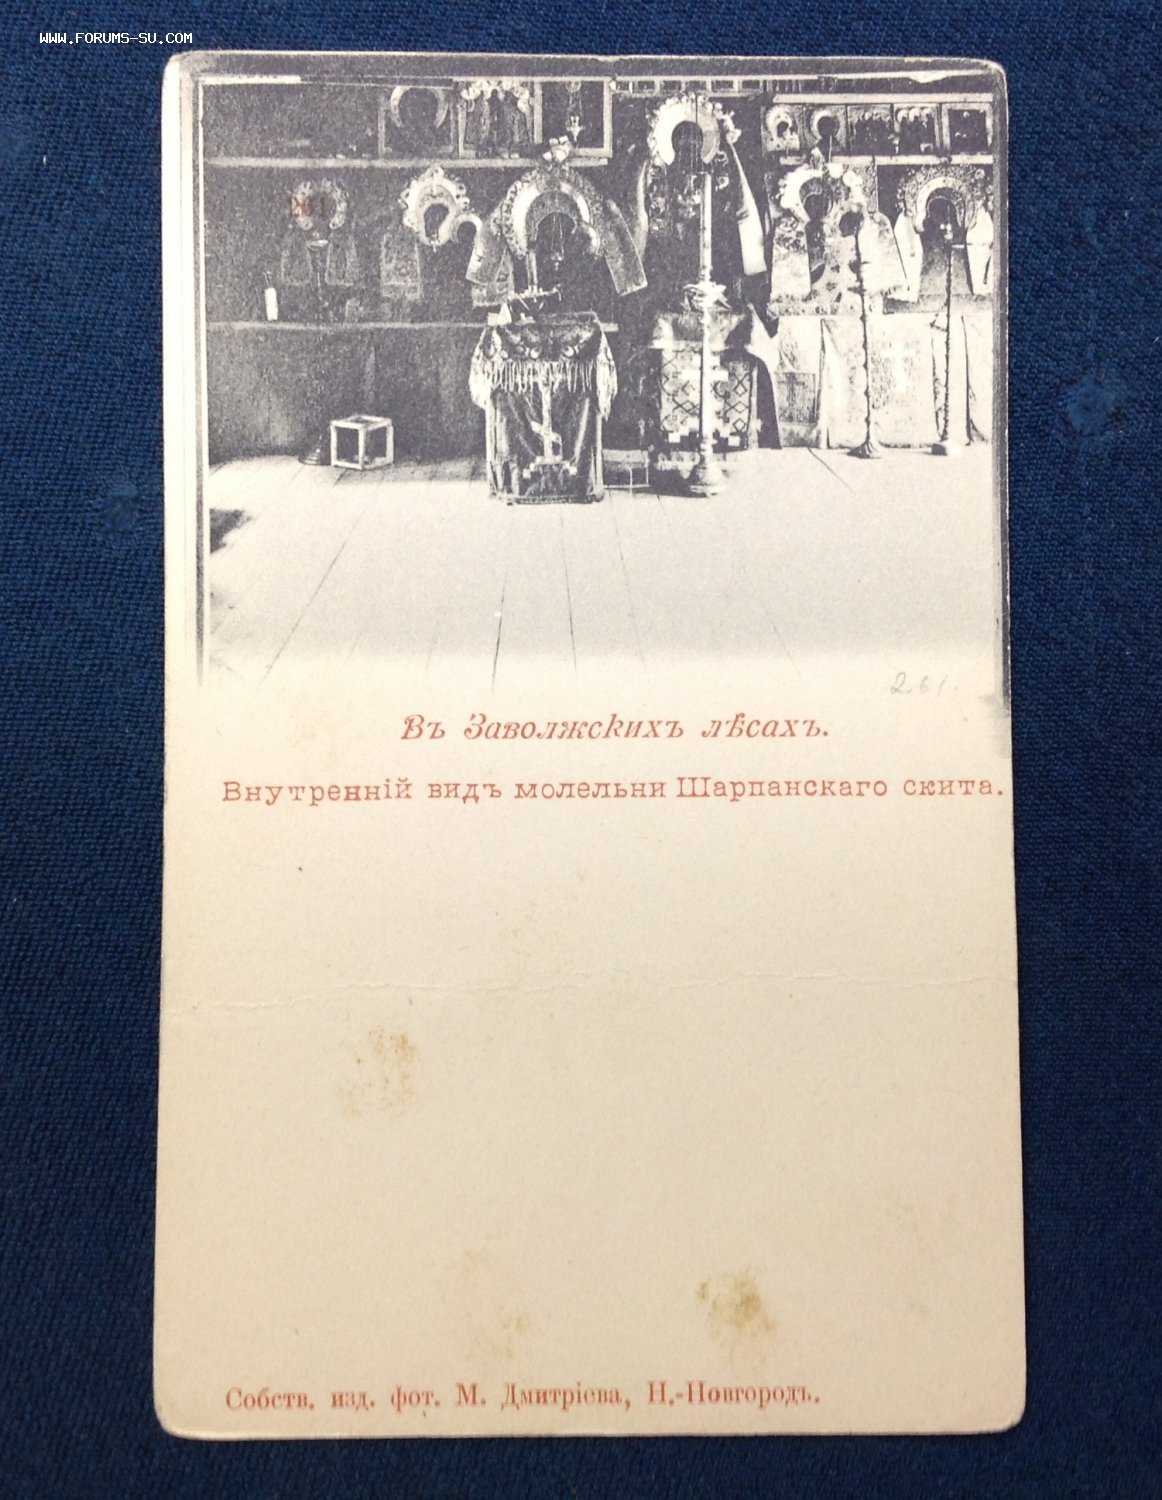 www.forums-su.com
261.
Въ Заволжскихъ лѣсахъ.
Внутренній видъ молельни Шарпанскаго скита.
Собств. изд. фот. М. Дмитріева, Н.-Новгородъ.